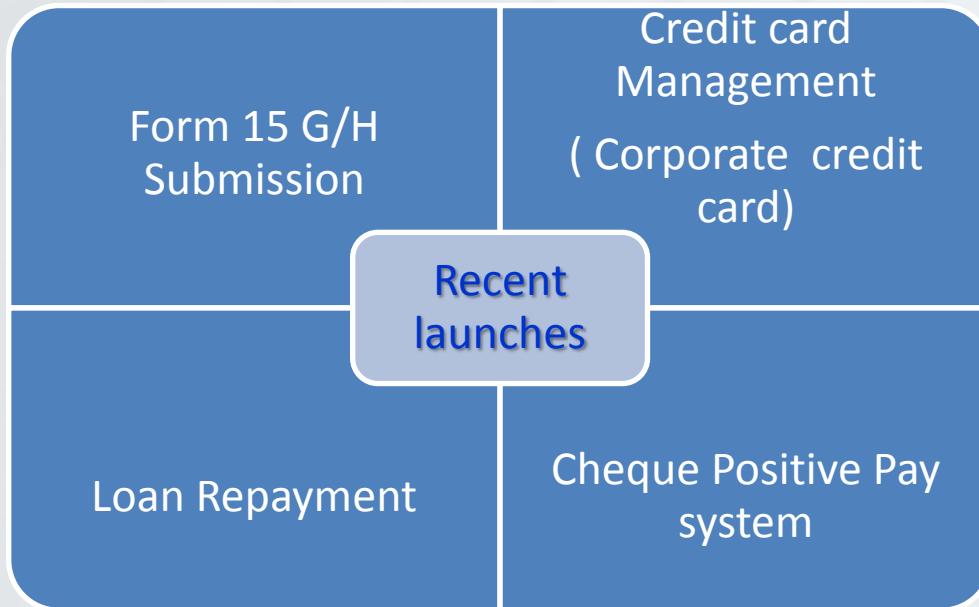 Form 15 G/H
Submission
Credit card
Management
( Corporate credit
card)
Recent
launches
Loan Repayment
Cheque Positive Pay
system